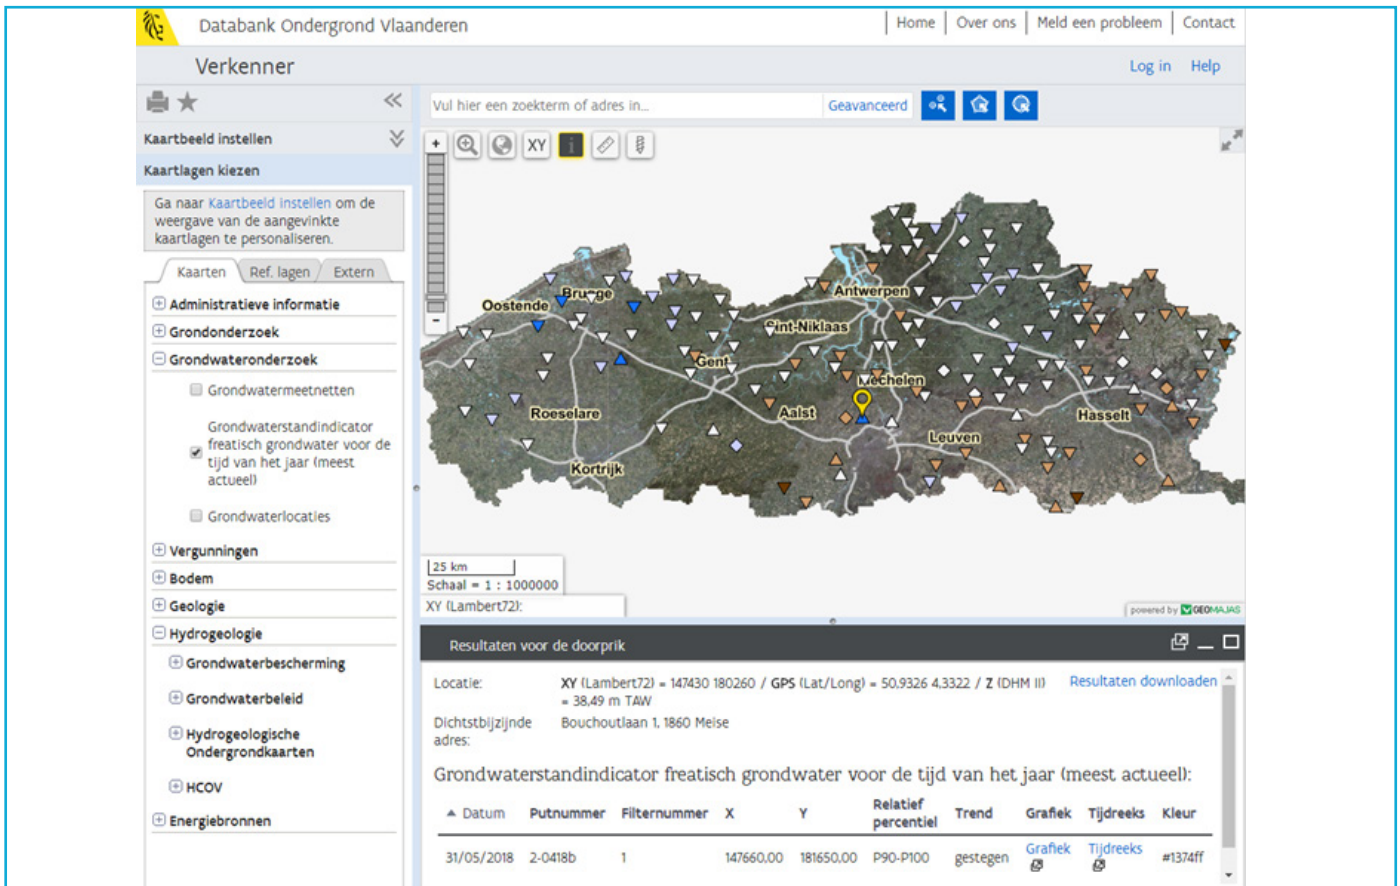 Databank Ondergrond Vlaanderen
Home | Over ons | Meld een probleem | Contact
Verkenner
Log in Help
Kaartbeeld instellen
Kaartlagen kiezen
Ga naar Kaartbeeld instellen om de
weergave van de aangevinkte
kaartlagen te personaliseren.
Kaarten Ref. lagen Extern
Administratieve informatie
Grondonderzoek
Grondwateronderzoek
Grondwatermeetnetten
Grondwaterstandindicator
freatisch grondwater voor de
tijd van het jaar (meest
actueel)
Grondwaterlocaties
Vergunningen
Bodem
Geologie
Hydrogeologie
Grondwaterbescherming
Grondwaterbeleid
Hydrogeologische
Ondergrondkaarten
HCOV
Energiebronnen
Vul hier een zoekterm of adres in... Geavanceerd
+ XY i
-
Brugge
Oostende
Antwerpen
Sint-Niklaas
Gent
Mechelen
Roeselare
Aalst
Hasselt
Leuven
Kortrijk
25 km
Schaal = 1 : 1000000
XY (Lambert72):
powered by GEOMAJAS
Resultaten voor de doorprik
Locatie: XY (Lambert72) = 147430 180260 / GPS (Lat/Long) = 50,9326 4,3322 / Z (DHM II) Resultaten downloaden
= 38,49 m TAW
Dichtstbijzijnde Bouchoutlaan 1, 1860 Meise
adres:
Grondwaterstandindicator freatisch grondwater voor de tijd van het jaar (meest actueel):
Datum Putnummer Filternummer X Y Relatief percentiel Trend Grafiek Tijdreeks Kleur
31/05/2018 2-0418b 1 147660,00 181650,00 P90-P100 gestegen Grafiek Tijdreeks #1374ff